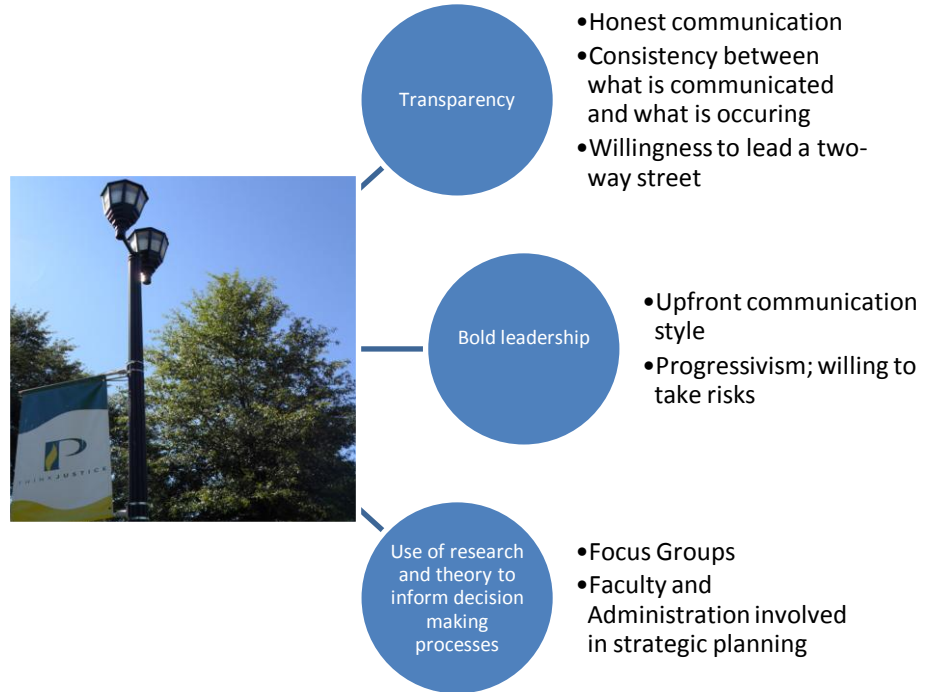 Transparency
•Honest communication
•Consistency between
what is communicated
and what is occuring
•Willingness to lead a two-
way street
P
THINKJUSTICE
Bold leadership
•Upfront communication
style
•Progressivism; willing to
take risks
Use of research
and theory to
inform decision
making
processes
•Focus Groups
•Faculty and
Administration involved
in strategic planning